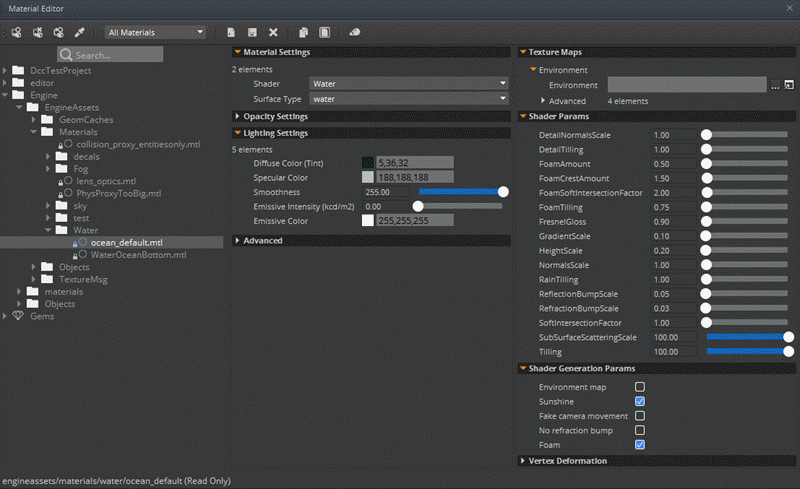 Material Editor
All Materials
Search...
DccTestProject
editor
Engine
EngineAssets
GeomCaches
Materials
collision_proxy_entitiesonly.mtl
decals
Fog
lens_optics.mtl
PhysProxyTooBig.mtl
sky
test
Water
ocean_default.mtl
WaterOceanBottom.mtl
Objects
TextureMsg
materials
Objects
Gems
Material Settings
2 elements
Shader Water
Surface Type water
Opacity Settings
Lighting Settings
5 elements
Diffuse Color (Tint) 5,36,32
Specular Color 188,188,188
Smoothness 255.00
Emissive Intensity (kcd/m2) 0.00
Emissive Color 255,255,255
Advanced
Texture Maps
Environment
Environment ...
Advanced 4 elements
Shader Params
DetailNormalsScale 1.00
DetailTilling 1.00
FoamAmount 0.50
FoamCrestAmount 1.50
FoamSoftIntersectionFactor 2.00
FoamTilling 0.75
FresnelGloss 0.90
GradientScale 0.10
HeightScale 0.20
NormalsScale 1.00
RainTilling 1.00
ReflectionBumpScale 0.05
RefractionBumpScale 0.03
SoftIntersectionFactor 1.00
SubSurfaceScatteringScale 100.00
Tilling 100.00
Shader Generation Params
Environment map
Sunshine
Fake camera movement
No refraction bump
Foam
Vertex Deformation
engineassets/materials/water/ocean_default (Read Only)